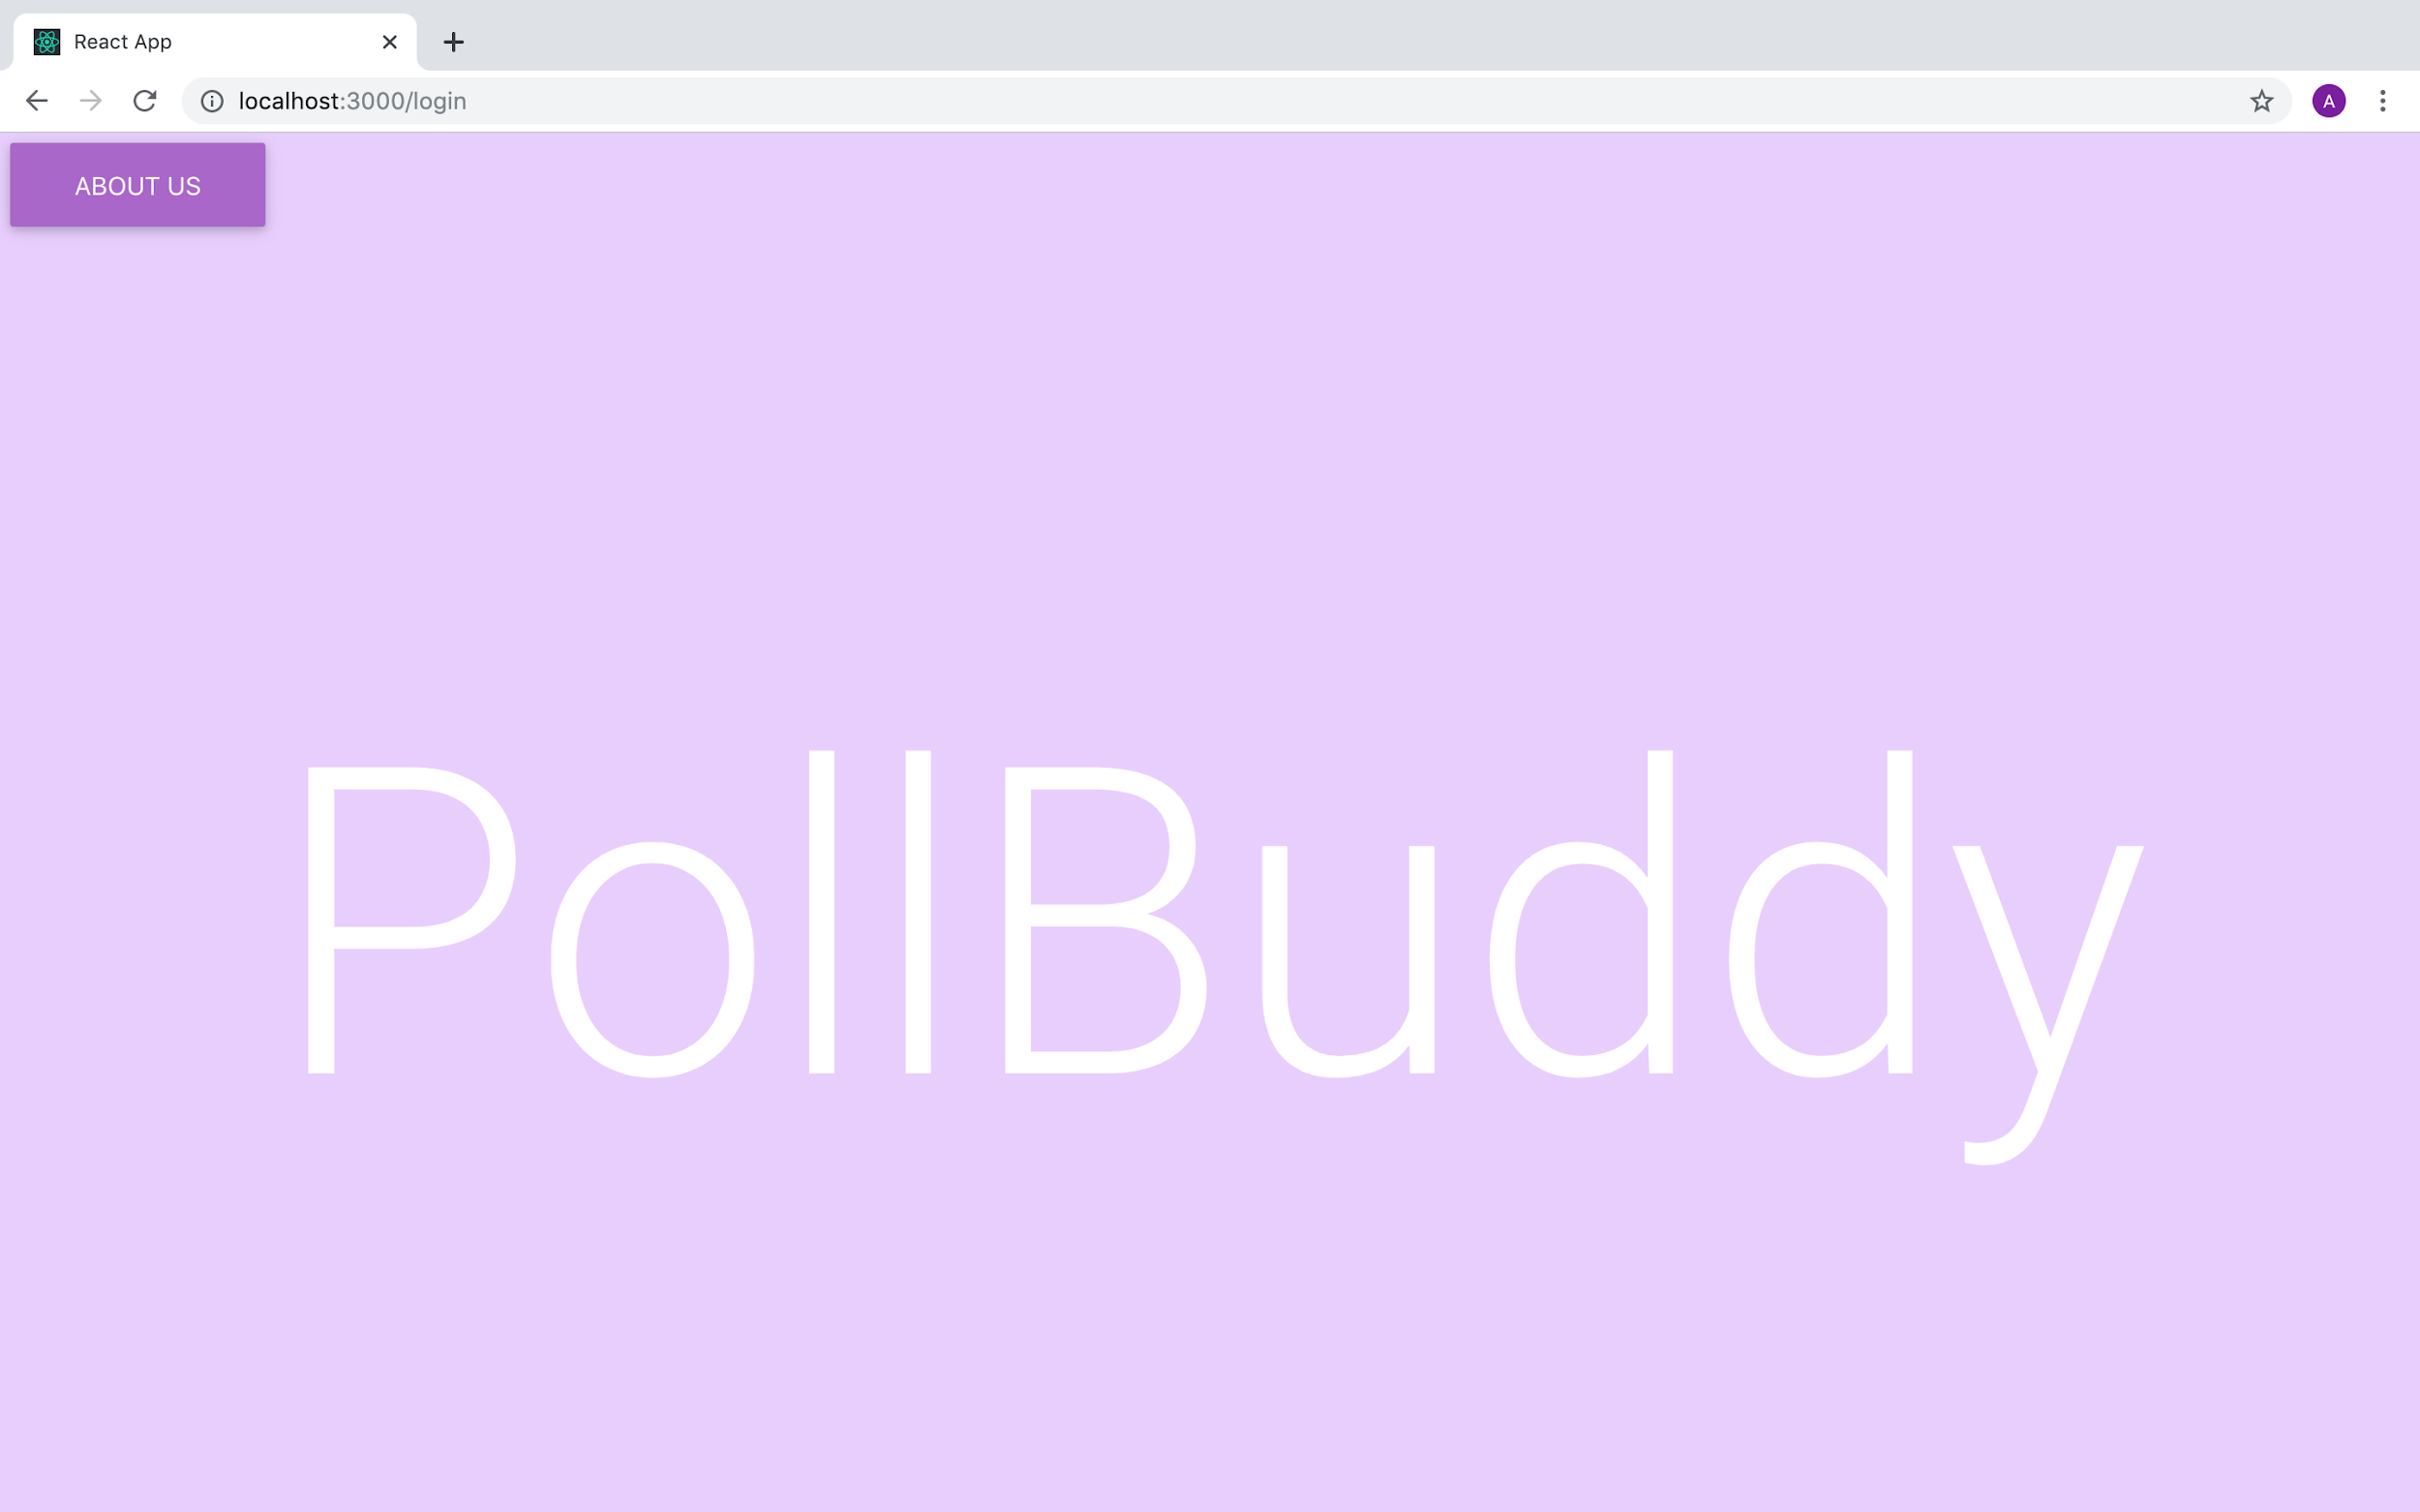 React App
localhost:3000/login
A
ABOUT US
PollBuddy